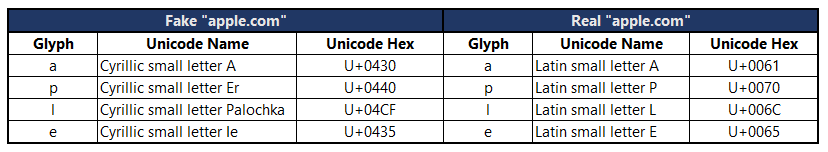 Fake "apple.com" Real "apple.com"
Glyph Unicode Name Unicode Hex Glyph Unicode Name Unicode Hex
а Cyrillic small letter A U+0430 a Latin small letter A U+0061
р Cyrillic small letter Er U+0440 p Latin small letter P U+0070
ӏ Cyrillic small letter Palochka U+04CF l Latin small letter L U+006C
е Cyrillic small letter Ie U+0435 e Latin small letter E U+0065